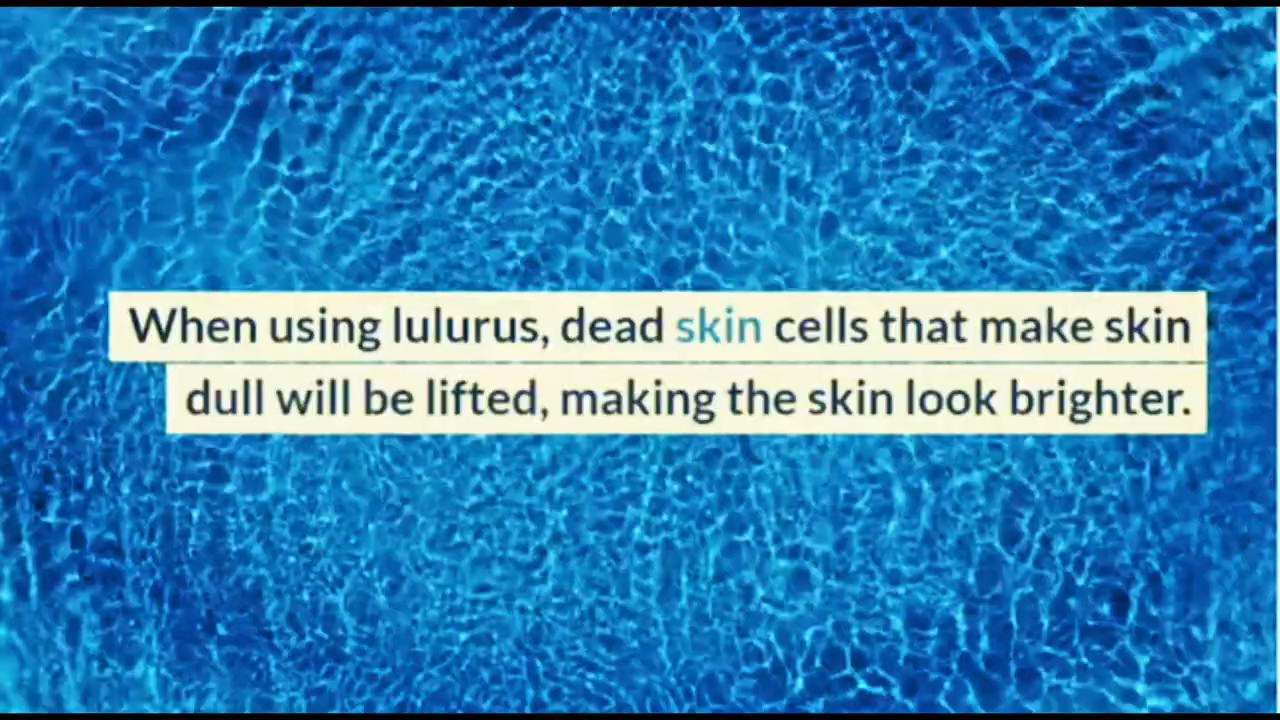 When using lulurus, dead skin cells that make skin
dull will be lifted, making the skin look brighter.